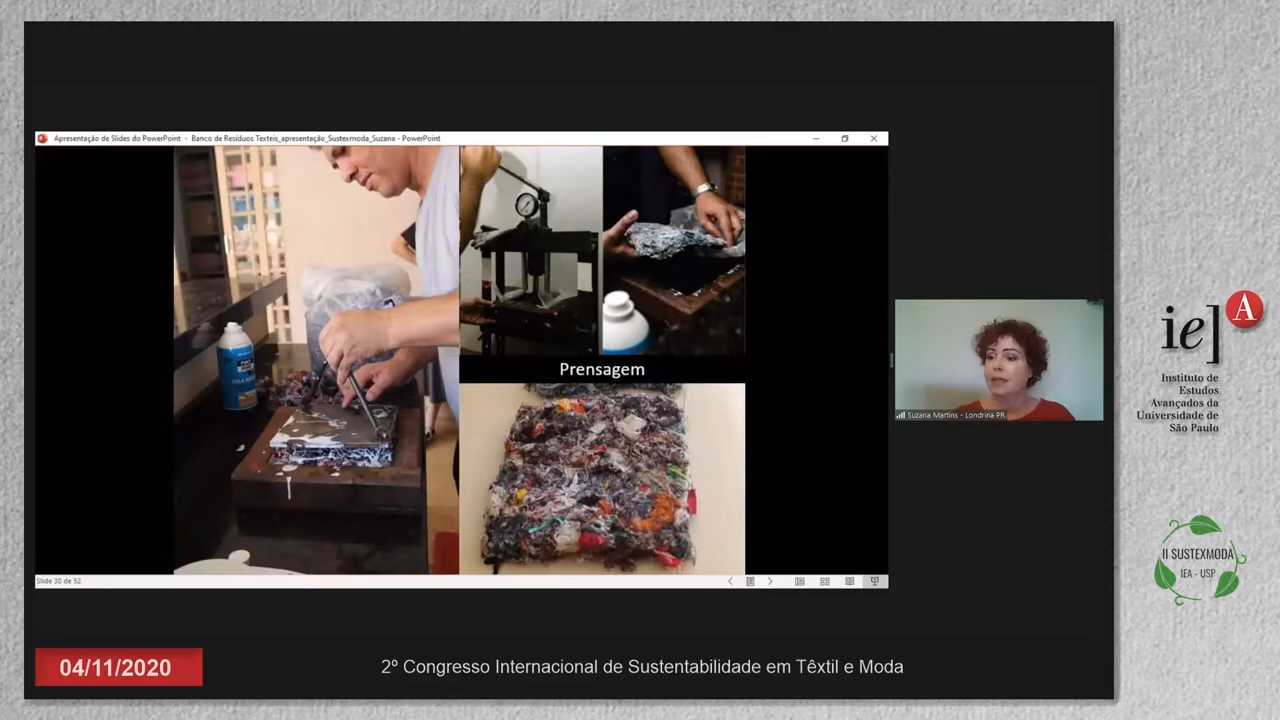 Apresentação de Slides do PowerPoint - Banco de Resíduos Texteis_apresentação_Sustexmoda_Suzana - PowerPoint
Prensagem
Suzana Martins - Londrina PR
Slide 30 de 52
iea
Instituto de
Estudos
Avançados da
Universidade de
São Paulo
II SUSTEXMODA
IEA - USP
04/11/2020
2º Congresso Internacional de Sustentabilidade em Têxtil e Moda